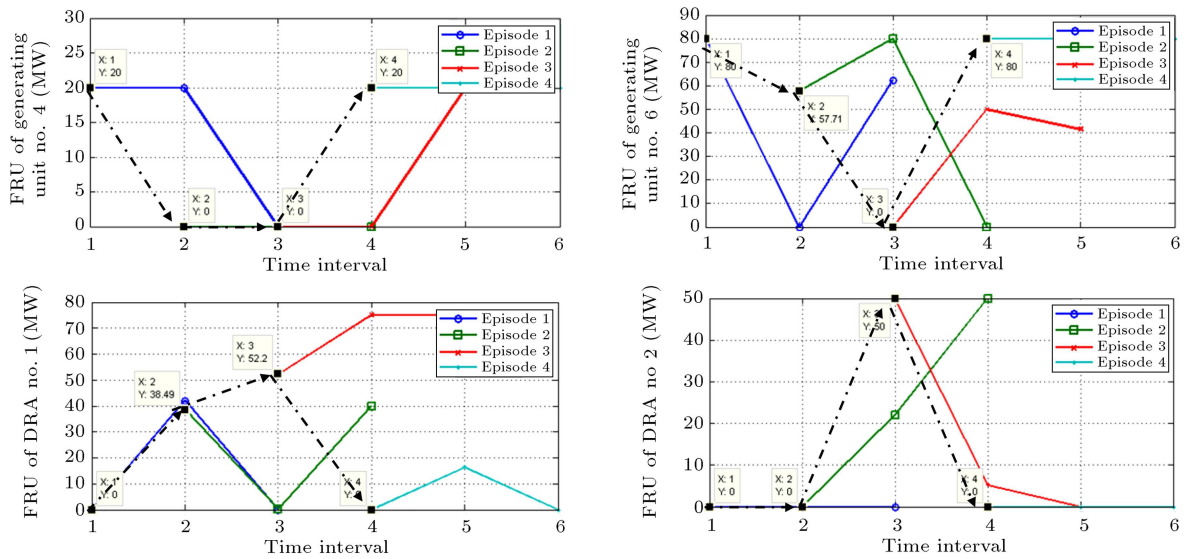 FRU of generating
unit no. 4 (MW)
30
25
20
15
10
5
0
X: 1
Y: 20
X: 2
Y: 0
X: 3
Y: 0
X: 4
Y: 20
Episode 1
Episode 2
Episode 3
Episode 4
1 2 3 4 5 6
Time interval
FRU of generating
unit no. 6 (MW)
90
80
70
60
50
40
30
20
10
0
X: 1
Y: 80
X: 2
Y: 57.71
X: 3
Y: 0
X: 4
Y: 80
Episode 1
Episode 2
Episode 3
Episode 4
1 2 3 4 5 6
Time interval
FRU of DRA no. 1 (MW)
80
70
60
50
40
30
20
10
0
X: 1
Y: 0
X: 2
Y: 38.49
X: 3
Y: 52.2
X: 4
Episode 1
Episode 2
Episode 3
Episode 4
1 2 3 4 5 6
Time interval
FRU of DRA no 2 (MW)
50
40
30
20
10
0
X: 1
Y: 0
X: 2
Y: 0
Y: 50
X: 4
Y: 0
Episode 1
Episode 2
Episode 3
Episode 4
1 2 3 4 5 6
Time interval